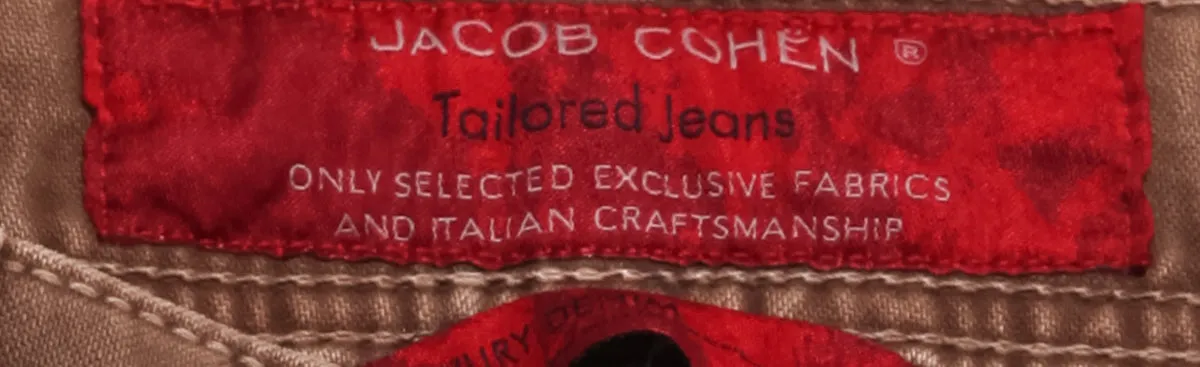 JACOB COHËN ®
Tailored Jeans
ONLY SELECTED EXCLUSIVE FABRICS
AND ITALIAN CRAFTSMANSHIP